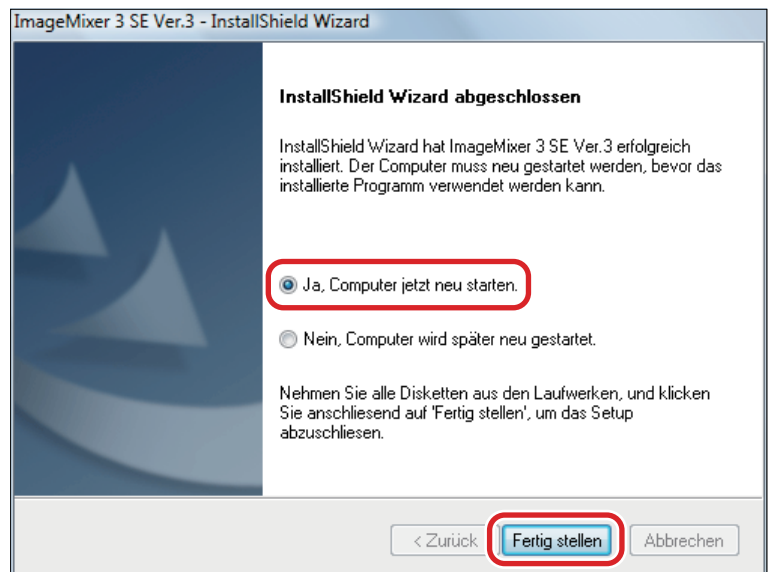 ImageMixer 3 SE Ver.3 - InstallShield Wizard
InstallShield Wizard abgeschlossen
InstallShield Wizard hat ImageMixer 3 SE Ver.3 erfolgreich
installiert. Der Computer muss neu gestartet werden, bevor das
installierte Programm verwendet werden kann.
Ja, Computer jetzt neu starten.
Nein, Computer wird später neu gestartet.
Nehmen Sie alle Disketten aus den Laufwerken, und klicken
Sie anschliesend auf 'Fertig stellen', um das Setup
abzuschliesen.
< Zurück
Fertig stellen
Abbrechen